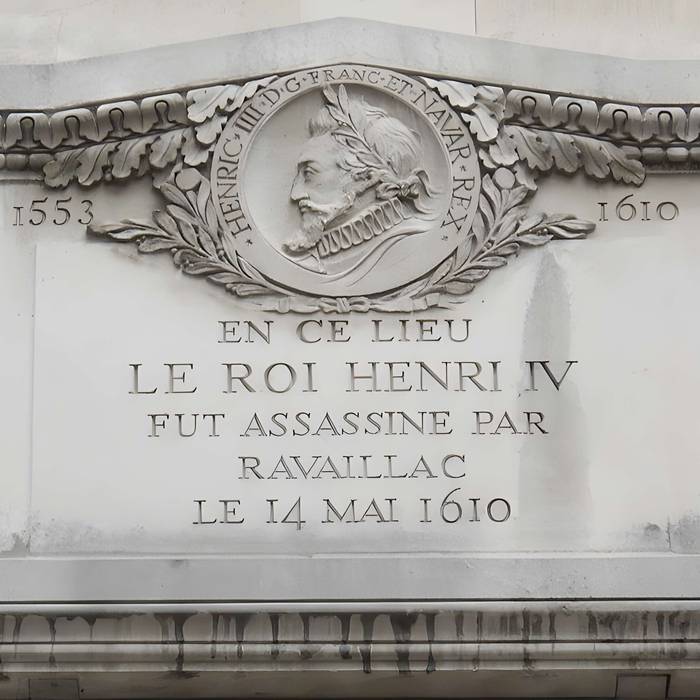 * HENRIC · IIII · D · G · FRANC · ET · NAVAR · REX *
1553 1610
EN CE LIEU
LE ROI HENRI IV
FUT ASSASSINE PAR
RAVAILLAC
LE 14 MAI 1610